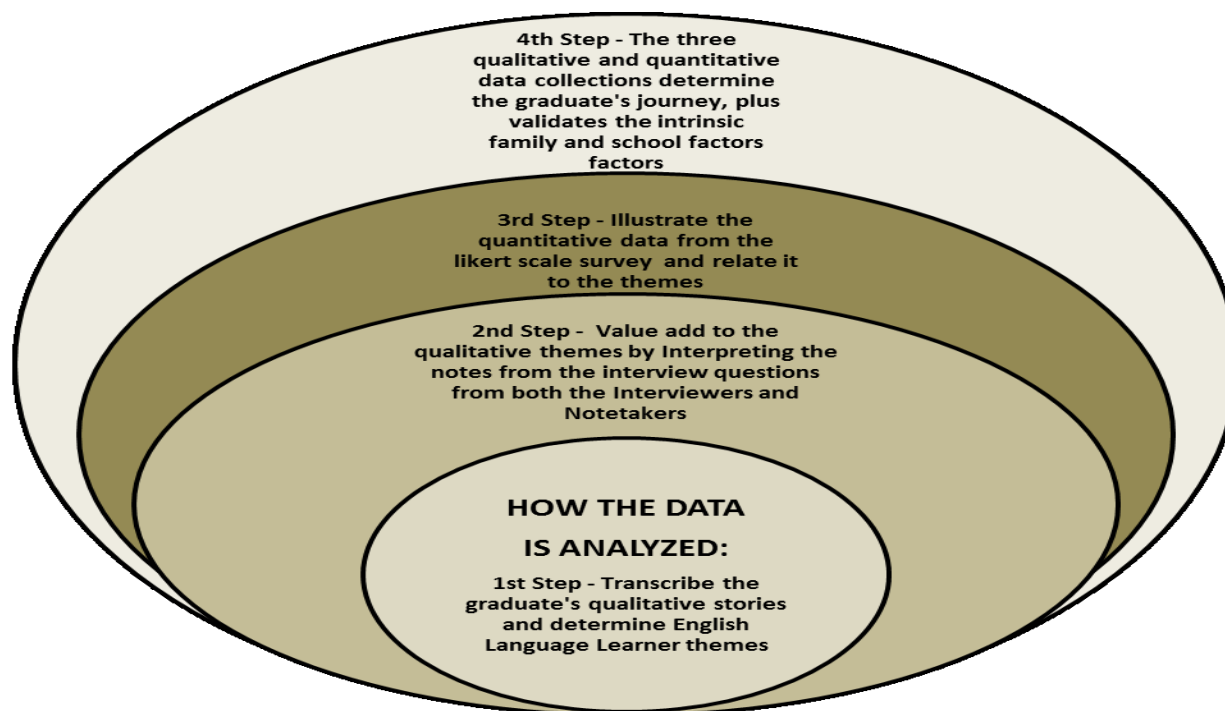 4th Step - The three
qualitative and quantitative
data collections determine
the graduate's journey, plus
validates the intrinsic
family and school factors
factors
3rd Step - Illustrate the
quantitative data from the
likert scale survey and relate it
to the themes
2nd Step - Value add to the
qualitative themes by Interpreting the
notes from the interview questions
from both the Interviewers and
Notetakers
HOW THE DATA
IS ANALYZED:
1st Step - Transcribe the
graduate's qualitative stories
and determine English
Language Learner themes